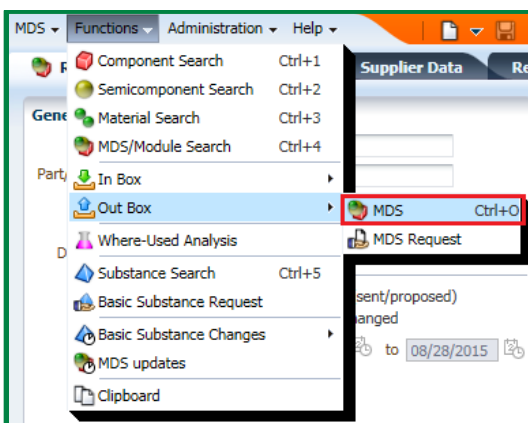 MDS Functions Administration Help
R Supplier Data Re
Component Search Ctrl+1
Semicomponent Search Ctrl+2
Gene
Material Search Ctrl+3
MDS/Module Search Ctrl+4
Part/
In Box
Out Box
MDS Ctrl+O
MDS Request
Where-Used Analysis
D
Substance Search Ctrl+5
Basic Substance Request
sent/proposed)
anged
Basic Substance Changes
to 08/28/2015
MDS updates
Clipboard